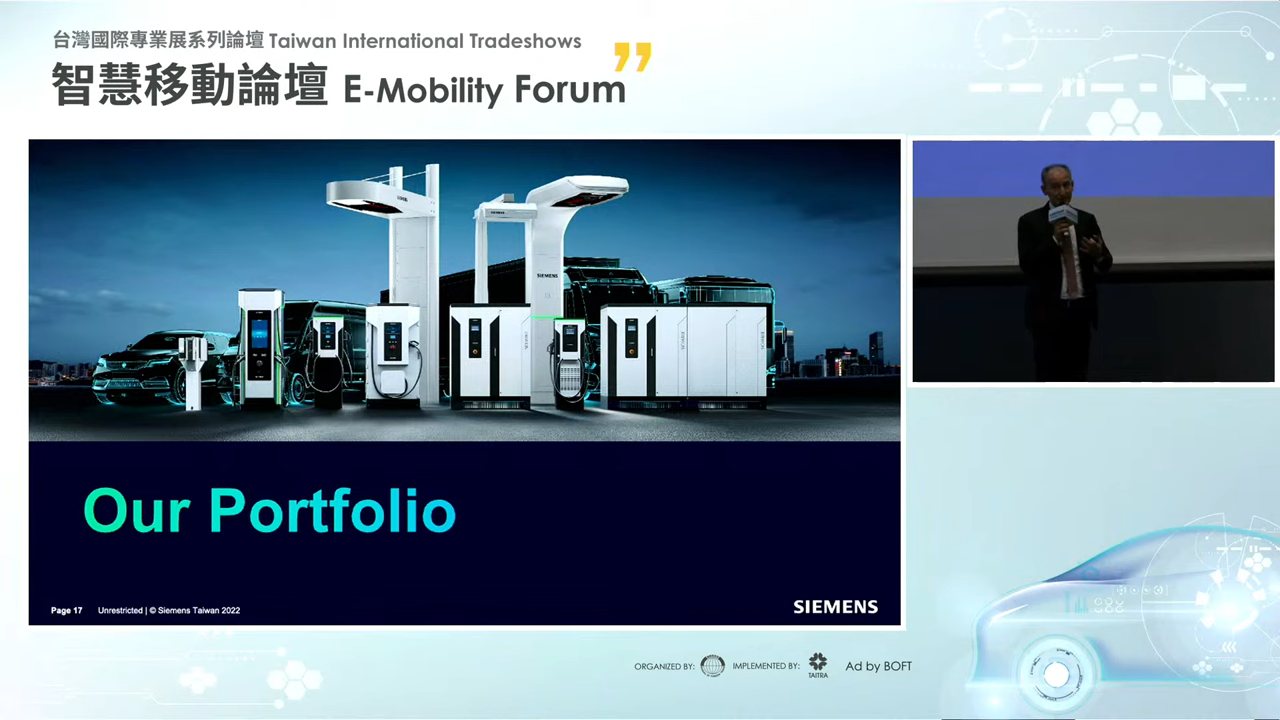 台灣國際專業展系列論壇 Taiwan International Tradeshows
智慧移動論壇 E-Mobility Forum
SIEMENS
Our Portfolio
Page 17 Unrestricted | © Siemens Taiwan 2022
SIEMENS
ORGANIZED BY: IMPLEMENTED BY: TAITRA Ad by BOFT